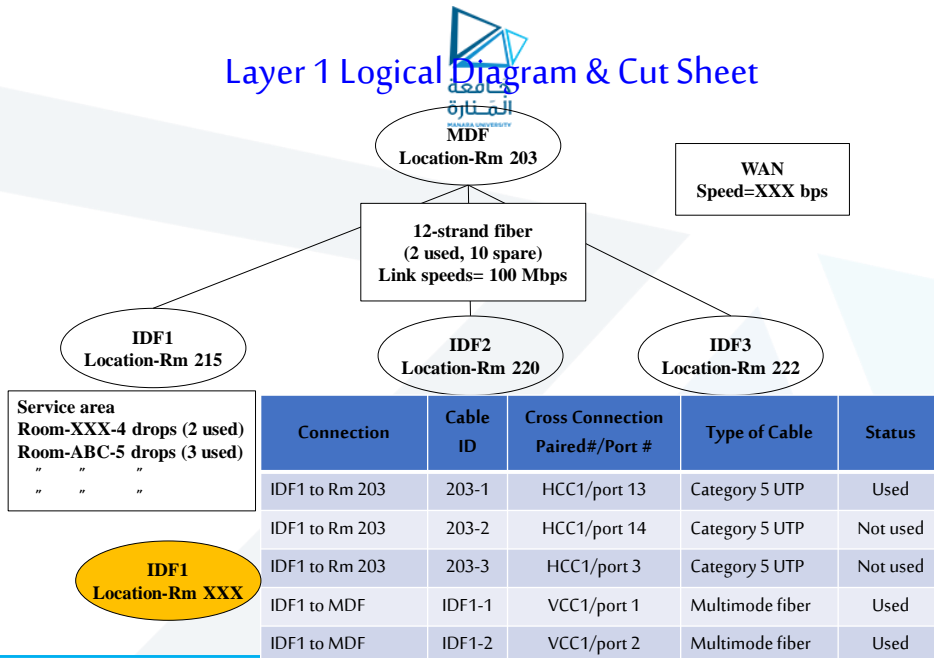 Layer 1 Logical Diagram & Cut Sheet
جامعة
المنارة
MANARA UNIVERSITY
MDF
Location-Rm 203
WAN
Speed=XXX bps
12-strand fiber
(2 used, 10 spare)
Link speeds= 100 Mbps
IDF1
Location-Rm 215
IDF2
Location-Rm 220
IDF3
Location-Rm 222
Service area
Room-XXX-4 drops (2 used)
Room-ABC-5 drops (3 used)
" " "
" " "
IDF1
Location-Rm XXX
Connection Cable ID Cross Connection Paired#/Port # Type of Cable Status
IDF1 to Rm 203 203-1 HCC1/port 13 Category 5 UTP Used
IDF1 to Rm 203 203-2 HCC1/port 14 Category 5 UTP Not used
IDF1 to Rm 203 203-3 HCC1/port 3 Category 5 UTP Not used
IDF1 to MDF IDF1-1 VCC1/port 1 Multimode fiber Used
IDF1 to MDF IDF1-2 VCC1/port 2 Multimode fiber Used